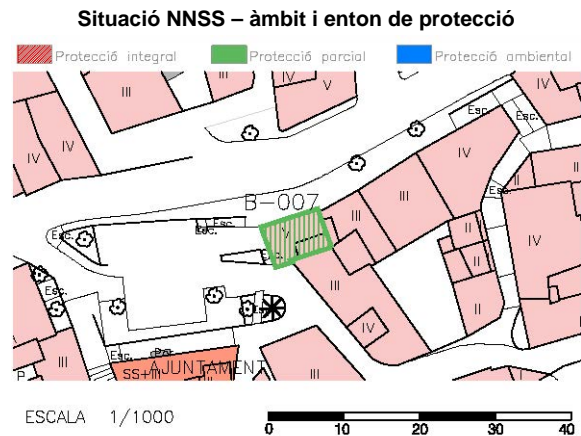 Situació NNSS – àmbit i enton de protecció
Protecció integral Protecció parcial Protecció ambiental
IV
V
III
Esc.
IV
IV
IV
IV
B-007
III
III
II
II
V
Esc.
Esc.
Esc.
Esc.
II
IV
II
III
II
Esc.
Esc.
IV
II
III
Esc.
AJUNTAMENT
SS+III
III
III
I
P
ESCALA 1/1000
0 10 20 30 40